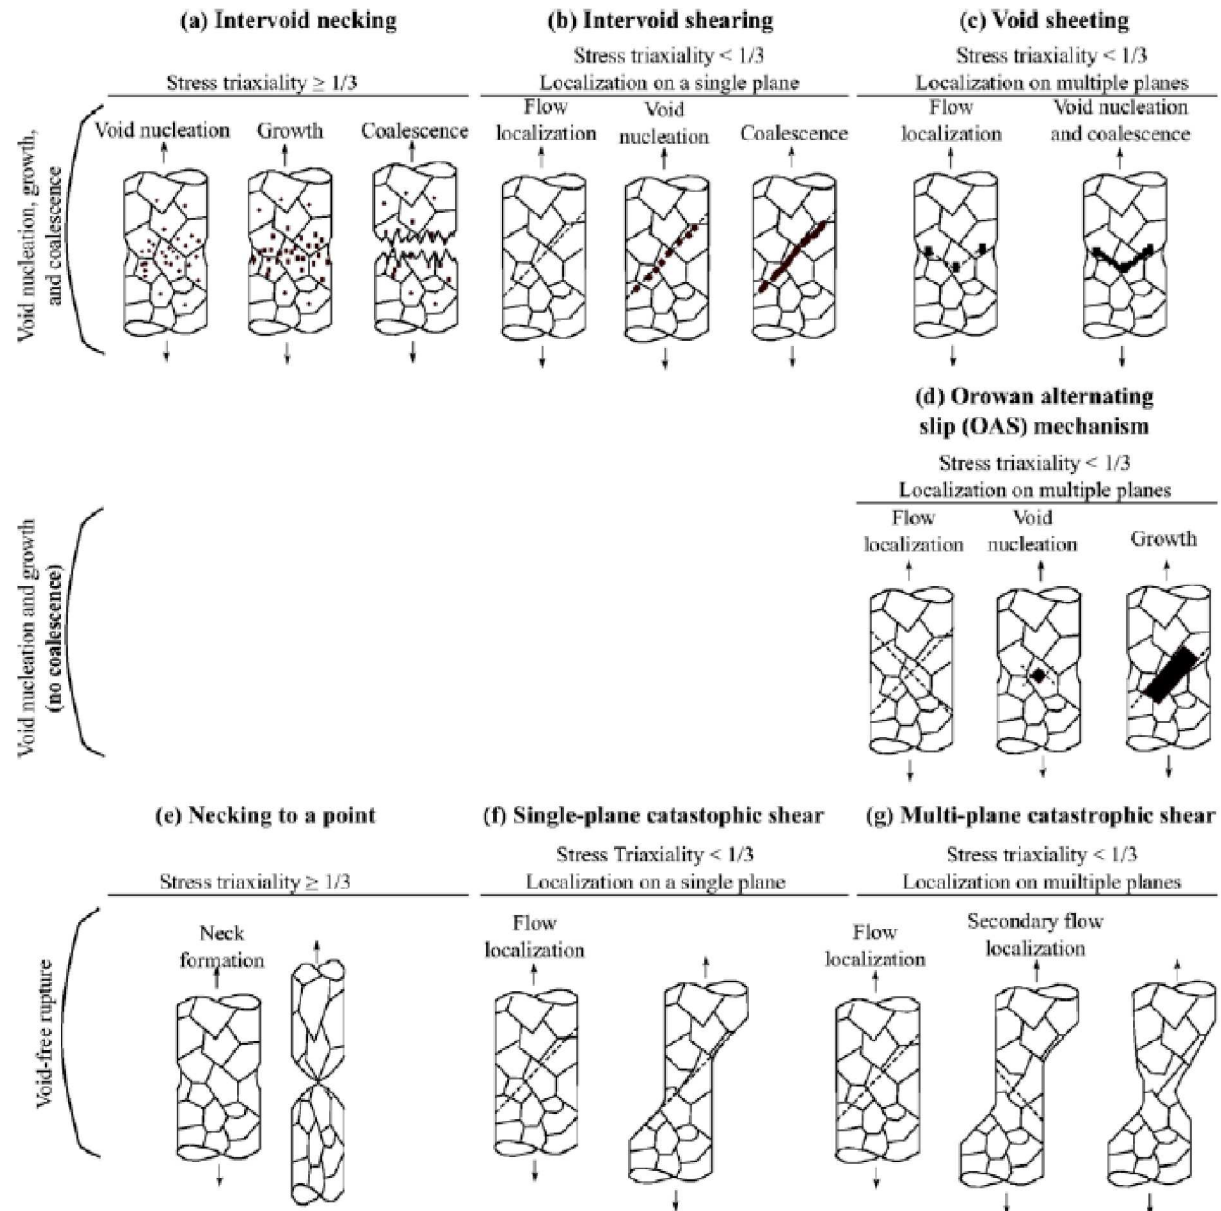 (a) Intervoid necking
Stress triaxiality ≥ 1/3
Void nucleation
Growth
Coalescence
(b) Intervoid shearing
Stress triaxiality < 1/3
Localization on a single plane
Flow
localization
Void
nucleation
Coalescence
(c) Void sheeting
Stress triaxiality < 1/3
Localization on multiple planes
Flow
localization
Void nucleation
and coalescence
Void nucleation, growth,
and coalescence
(d) Orowan alternating
slip (OAS) mechanism
Stress triaxiality < 1/3
Localization on multiple planes
Flow
localization
Void
nucleation
Growth
Void nucleation and growth
(no coalescence)
(e) Necking to a point
Stress triaxiality ≥ 1/3
Neck
formation
(f) Single-plane catastophic shear
Stress Triaxiality < 1/3
Localization on a single plane
Flow
localization
(g) Multi-plane catastrophic shear
Stress triaxiality < 1/3
Localization on muiltiple planes
Flow
localization
Secondary flow
localization
Void-free rupture